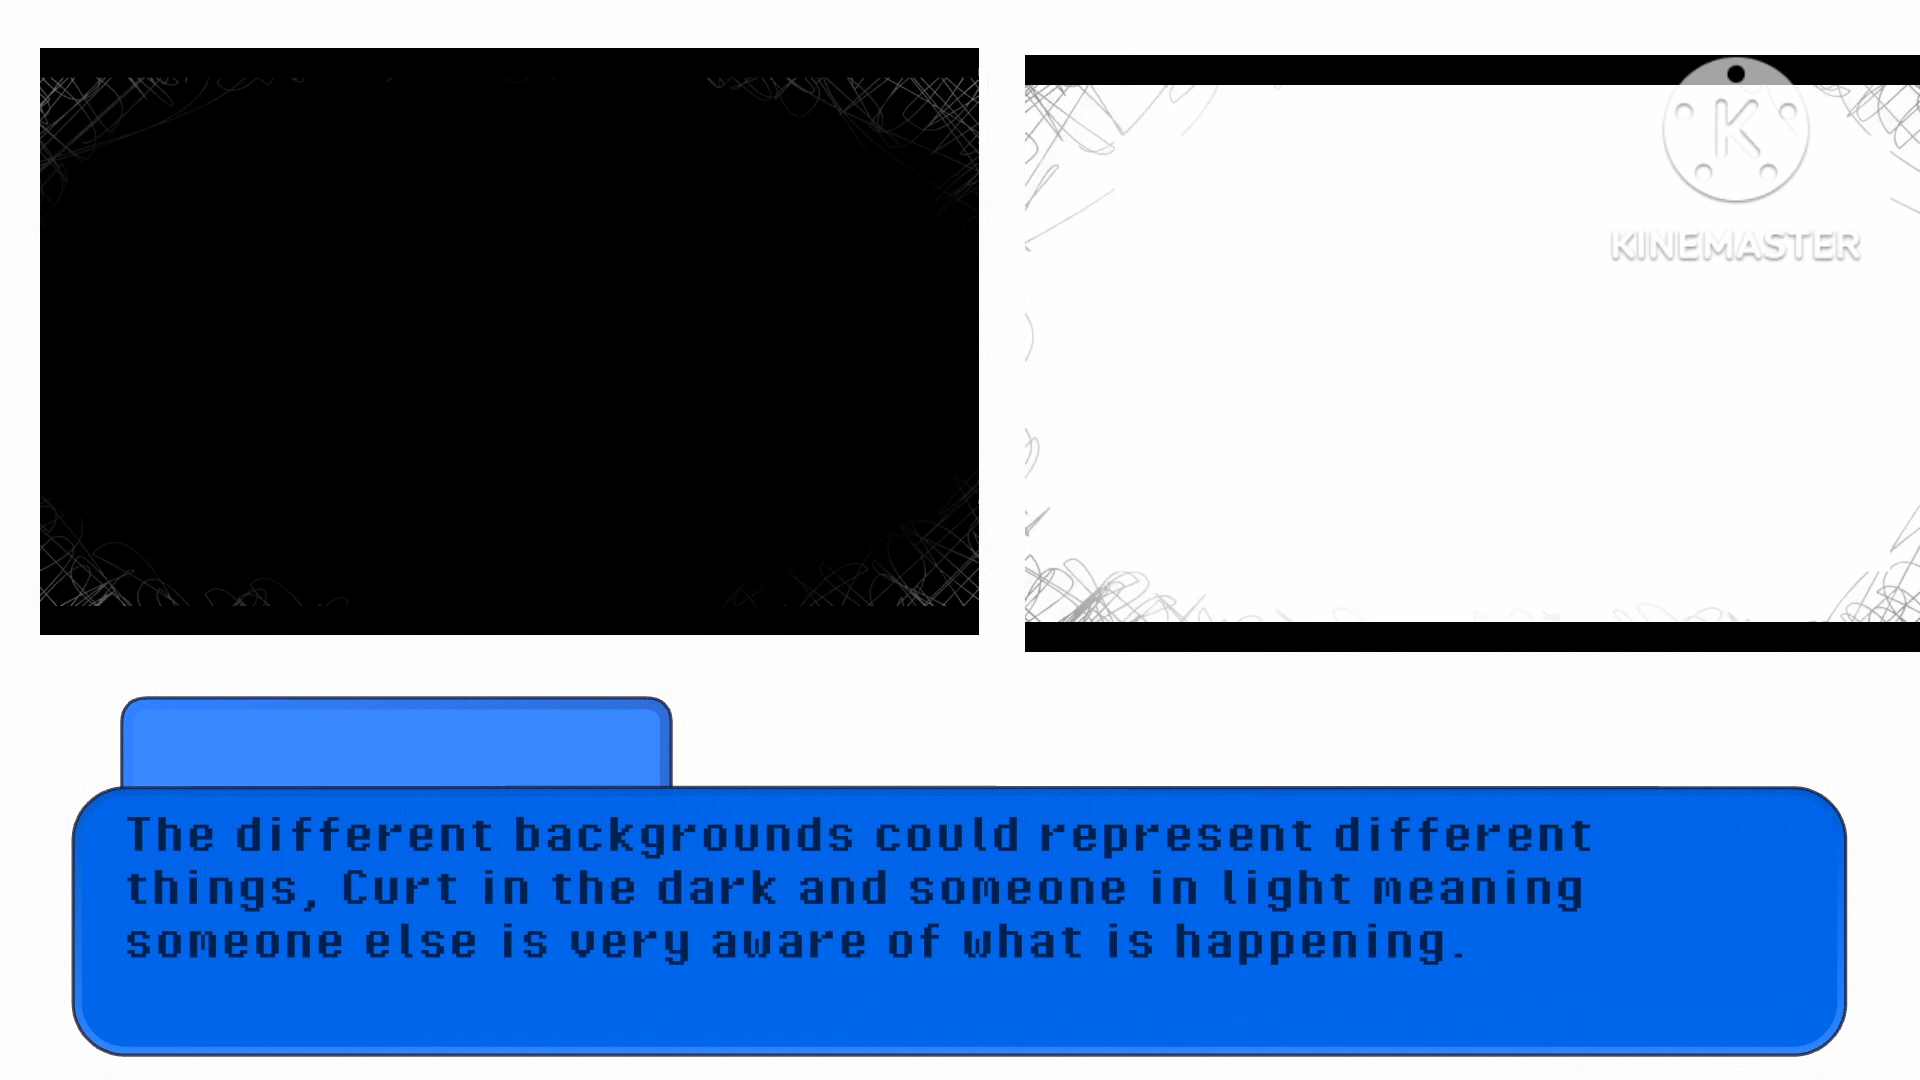 K
KINEMASTER
The different backgrounds could represent different
things, Curt in the dark and someone in light meaning
someone else is very aware of what is happening.